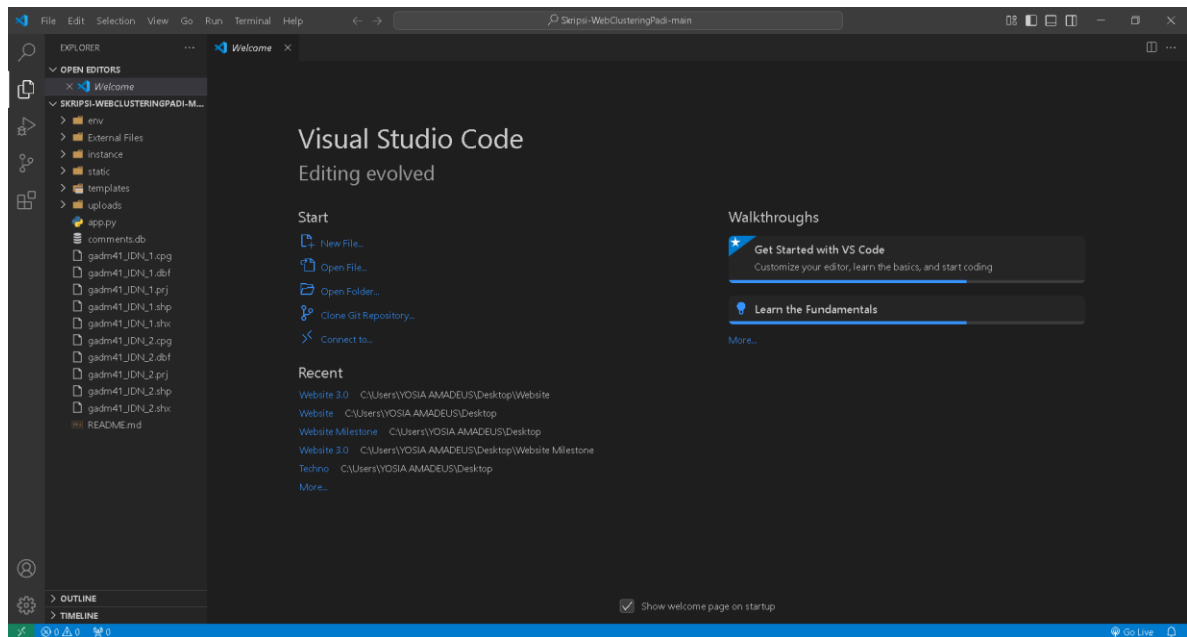 File Edit Selection View Go Run Terminal Help
Skripsi-WebClusteringPadi-main
EXPLORER
Welcome
OPEN EDITORS
Welcome
SKRIPSI-WEBCLUSTERINGPADI-M...
env
External Files
instance
static
templates
uploads
app.py
comments.db
gadm41_IDN_1.cpg
gadm41_IDN_1.dbf
gadm41_IDN_1.prj
gadm41_IDN_1.shp
gadm41_IDN_1.shx
gadm41_IDN_2.cpg
gadm41_IDN_2.dbf
gadm41_IDN_2.prj
gadm41_IDN_2.shp
gadm41_IDN_2.shx
README.md
OUTLINE
TIMELINE
Visual Studio Code
Editing evolved
Start
New File...
Open File...
Open Folder...
Clone Git Repository...
Connect to...
Recent
Website 3.0 C:\Users\YOSIA AMADEUS\Desktop\Website
Website C:\Users\YOSIA AMADEUS\Desktop
Website Milestone C:\Users\YOSIA AMADEUS\Desktop
Website 3.0 C:\Users\YOSIA AMADEUS\Desktop\Website Milestone
Techno C:\Users\YOSIA AMADEUS\Desktop
More...
Walkthroughs
Get Started with VS Code
Customize your editor, learn the basics, and start coding
Learn the Fundamentals
More...
Show welcome page on startup
0 0 0
Go Live